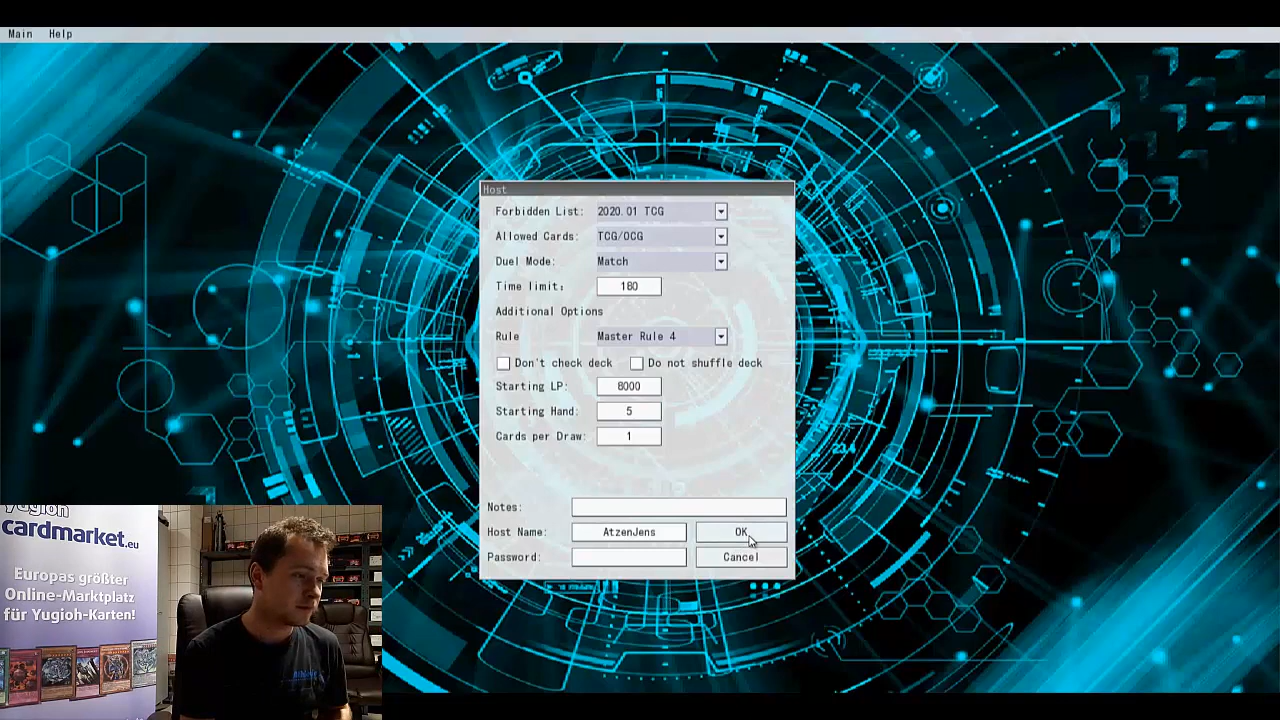 Main Help
Host
Forbidden List: 2020.01 TCG
Allowed Cards: TCG/OCG
Duel Mode: Match
Time limit: 180
Additional Options
Rule Master Rule 4
Don't check deck Do not shuffle deck
Starting LP: 8000
Starting Hand: 5
Cards per Draw: 1
Notes:
Host Name: AtzenJens OK
Password: Cancel
23.4
yugioh
cardmarket.eu
Europas größter
Online-Marktplatz
für Yugioh-Karten!